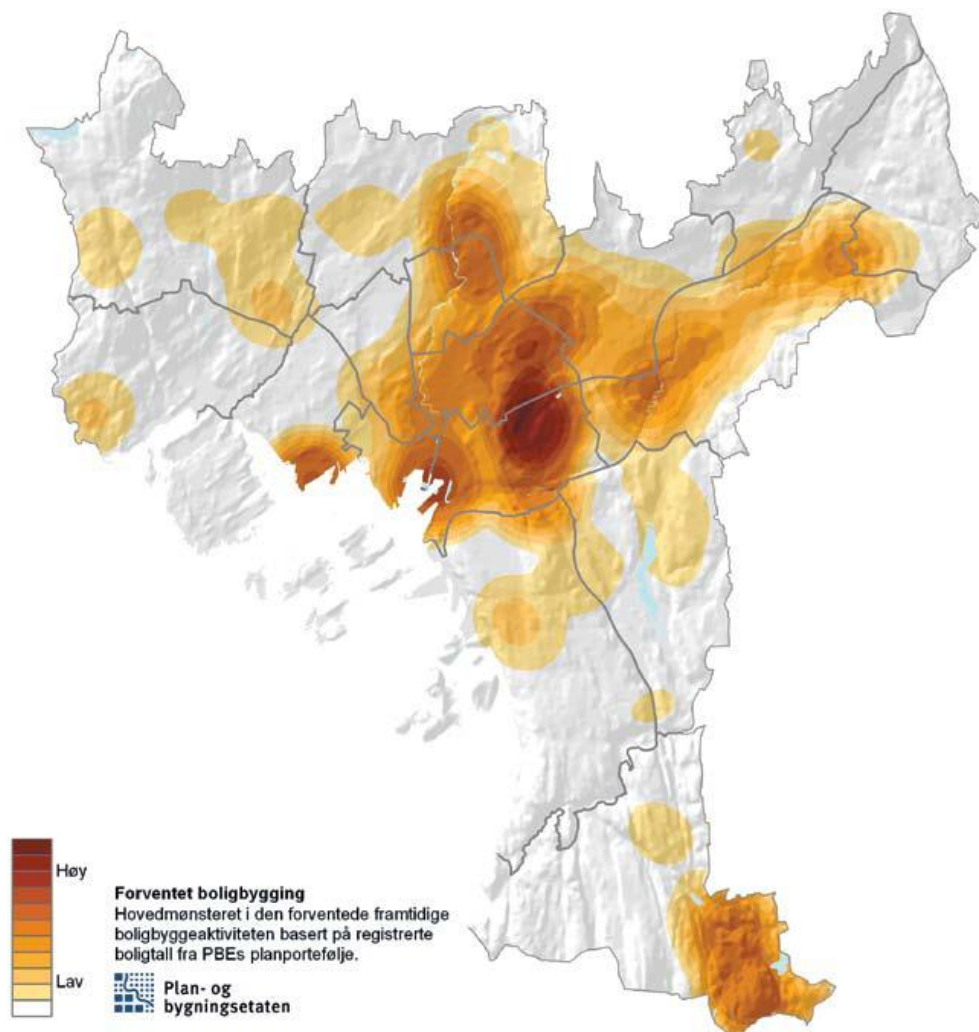 Høy
Lav
Forventet boligbygging
Hovedmønsteret i den forventede framtidige
boligbyggeaktiviteten basert på registrerte
boligtall fra PBEs planportefølje.
Plan- og
bygningsetaten